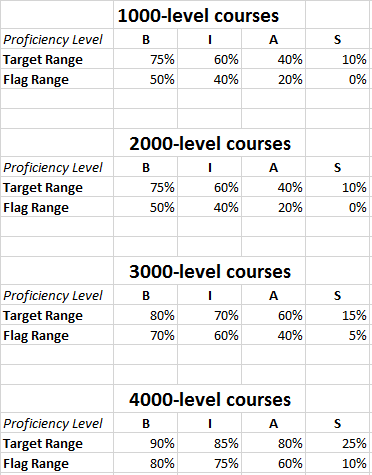 1000-level courses
Proficiency Level B I A S
Target Range 75% 60% 40% 10%
Flag Range 50% 40% 20% 0%
2000-level courses
Proficiency Level B I A S
Target Range 75% 60% 40% 10%
Flag Range 50% 40% 20% 0%
3000-level courses
Proficiency Level B I A S
Target Range 80% 70% 60% 15%
Flag Range 70% 60% 40% 5%
4000-level courses
Proficiency Level B I A S
Target Range 90% 85% 80% 25%
Flag Range 80% 75% 60% 10%